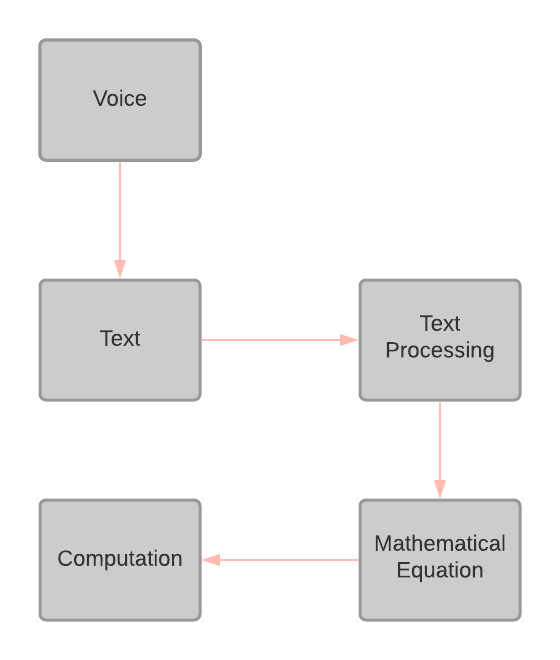 Voice
Text
Text
Processing
Mathematical
Equation
Computation